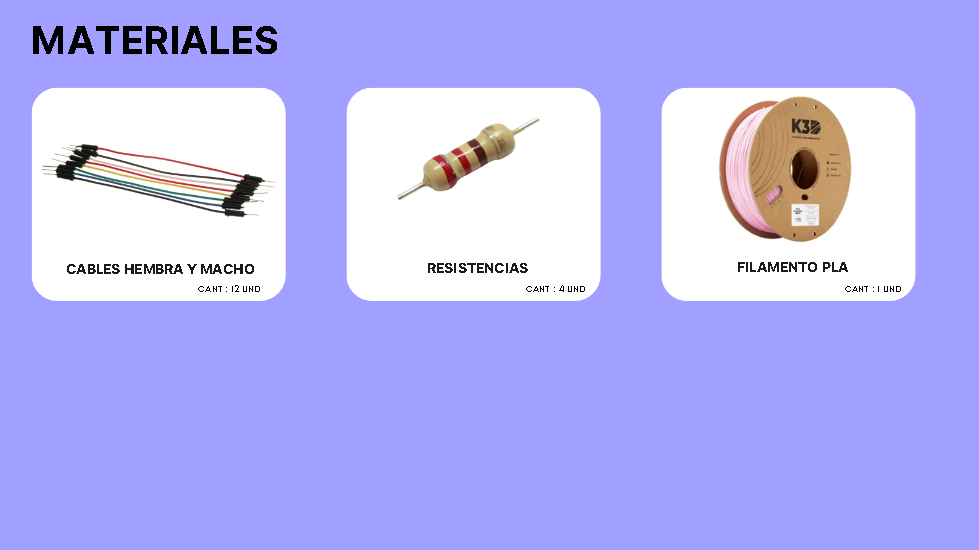 MATERIALES
K3D
CABLES HEMBRA Y MACHO
CANT : 12 UND
RESISTENCIAS
CANT : 4 UND
FILAMENTO PLA
CANT : 1 UND